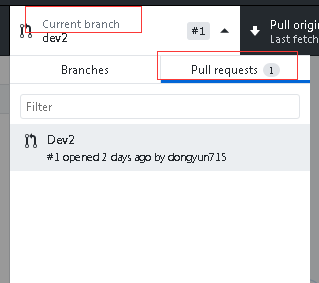 Current branch
dev2
#1
Pull origi
Last fetch
Branches
Pull requests 1
Filter
Dev2
#1 opened 2 days ago by dongyun715